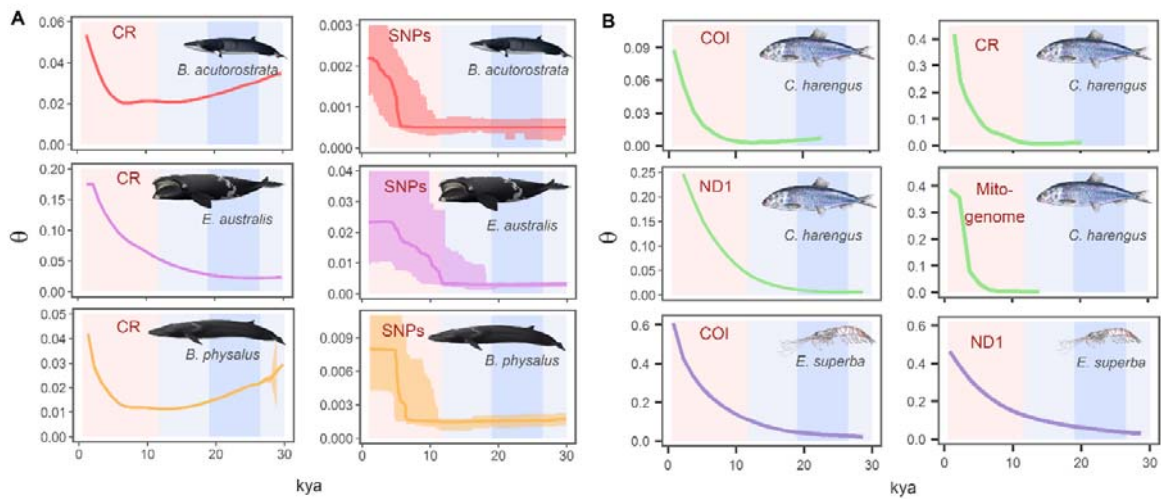 A
B
θ
0.06
0.04
0.02
0.00
CR
B. acutorostrata
0.003
0.002
0.001
0.000
SNPs
B. acutorostrata
0.20
0.15
0.10
0.05
0.00
CR
E. australis
0.04
0.03
0.02
0.01
0.00
SNPs
E. australis
0.05
0.04
0.03
0.02
0.01
0.00
CR
B. physalus
0.009
0.006
0.003
0.000
SNPs
B. physalus
0 10 20 30
0 10 20 30
kya
θ
0.09
0.06
0.03
0.00
COI
C. harengus
0.4
0.3
0.2
0.1
0.0
CR
C. harengus
0.25
0.20
0.15
0.10
0.05
0.00
ND1
C. harengus
0.4
0.3
0.2
0.1
0.0
Mito-
genome
C. harengus
0.6
0.4
0.2
0.0
COI
E. superba
0.6
0.4
0.2
0.0
ND1
E. superba
0 10 20 30
0 10 20 30
kya